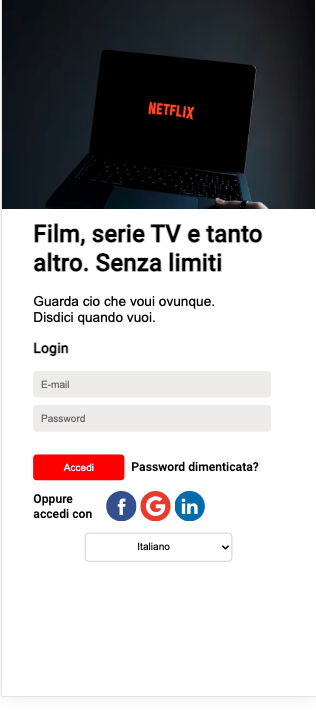 NETFLIX
Film, serie TV e tanto
altro. Senza limiti
Guarda cio che voui ovunque.
Disdici quando vuoi.
Login
E-mail
Password
Accedi Password dimenticata?
Oppure
accedi con
f G in
Italiano